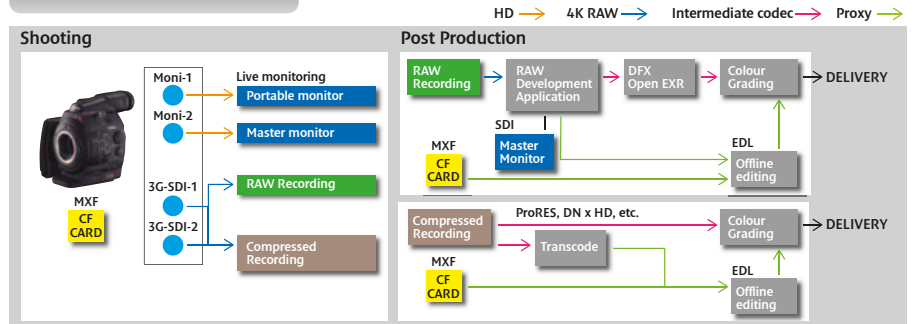 HD
4K RAW
Intermediate codec
Proxy
Shooting
Moni-1
Moni-2
3G-SDI-1
3G-SDI-2
MXF
CF
CARD
Live monitoring
Portable monitor
Master monitor
RAW Recording
Compressed
Recording
Post Production
RAW
Recording
RAW
Development
Application
DFX
Open EXR
Colour
Grading
DELIVERY
SDI
Master
Monitor
MXF
CF
CARD
EDL
Offline
editing
Compressed
Recording
ProRES, DN x HD, etc.
Transcode
Colour
Grading
DELIVERY
MXF
CF
CARD
EDL
Offline
editing